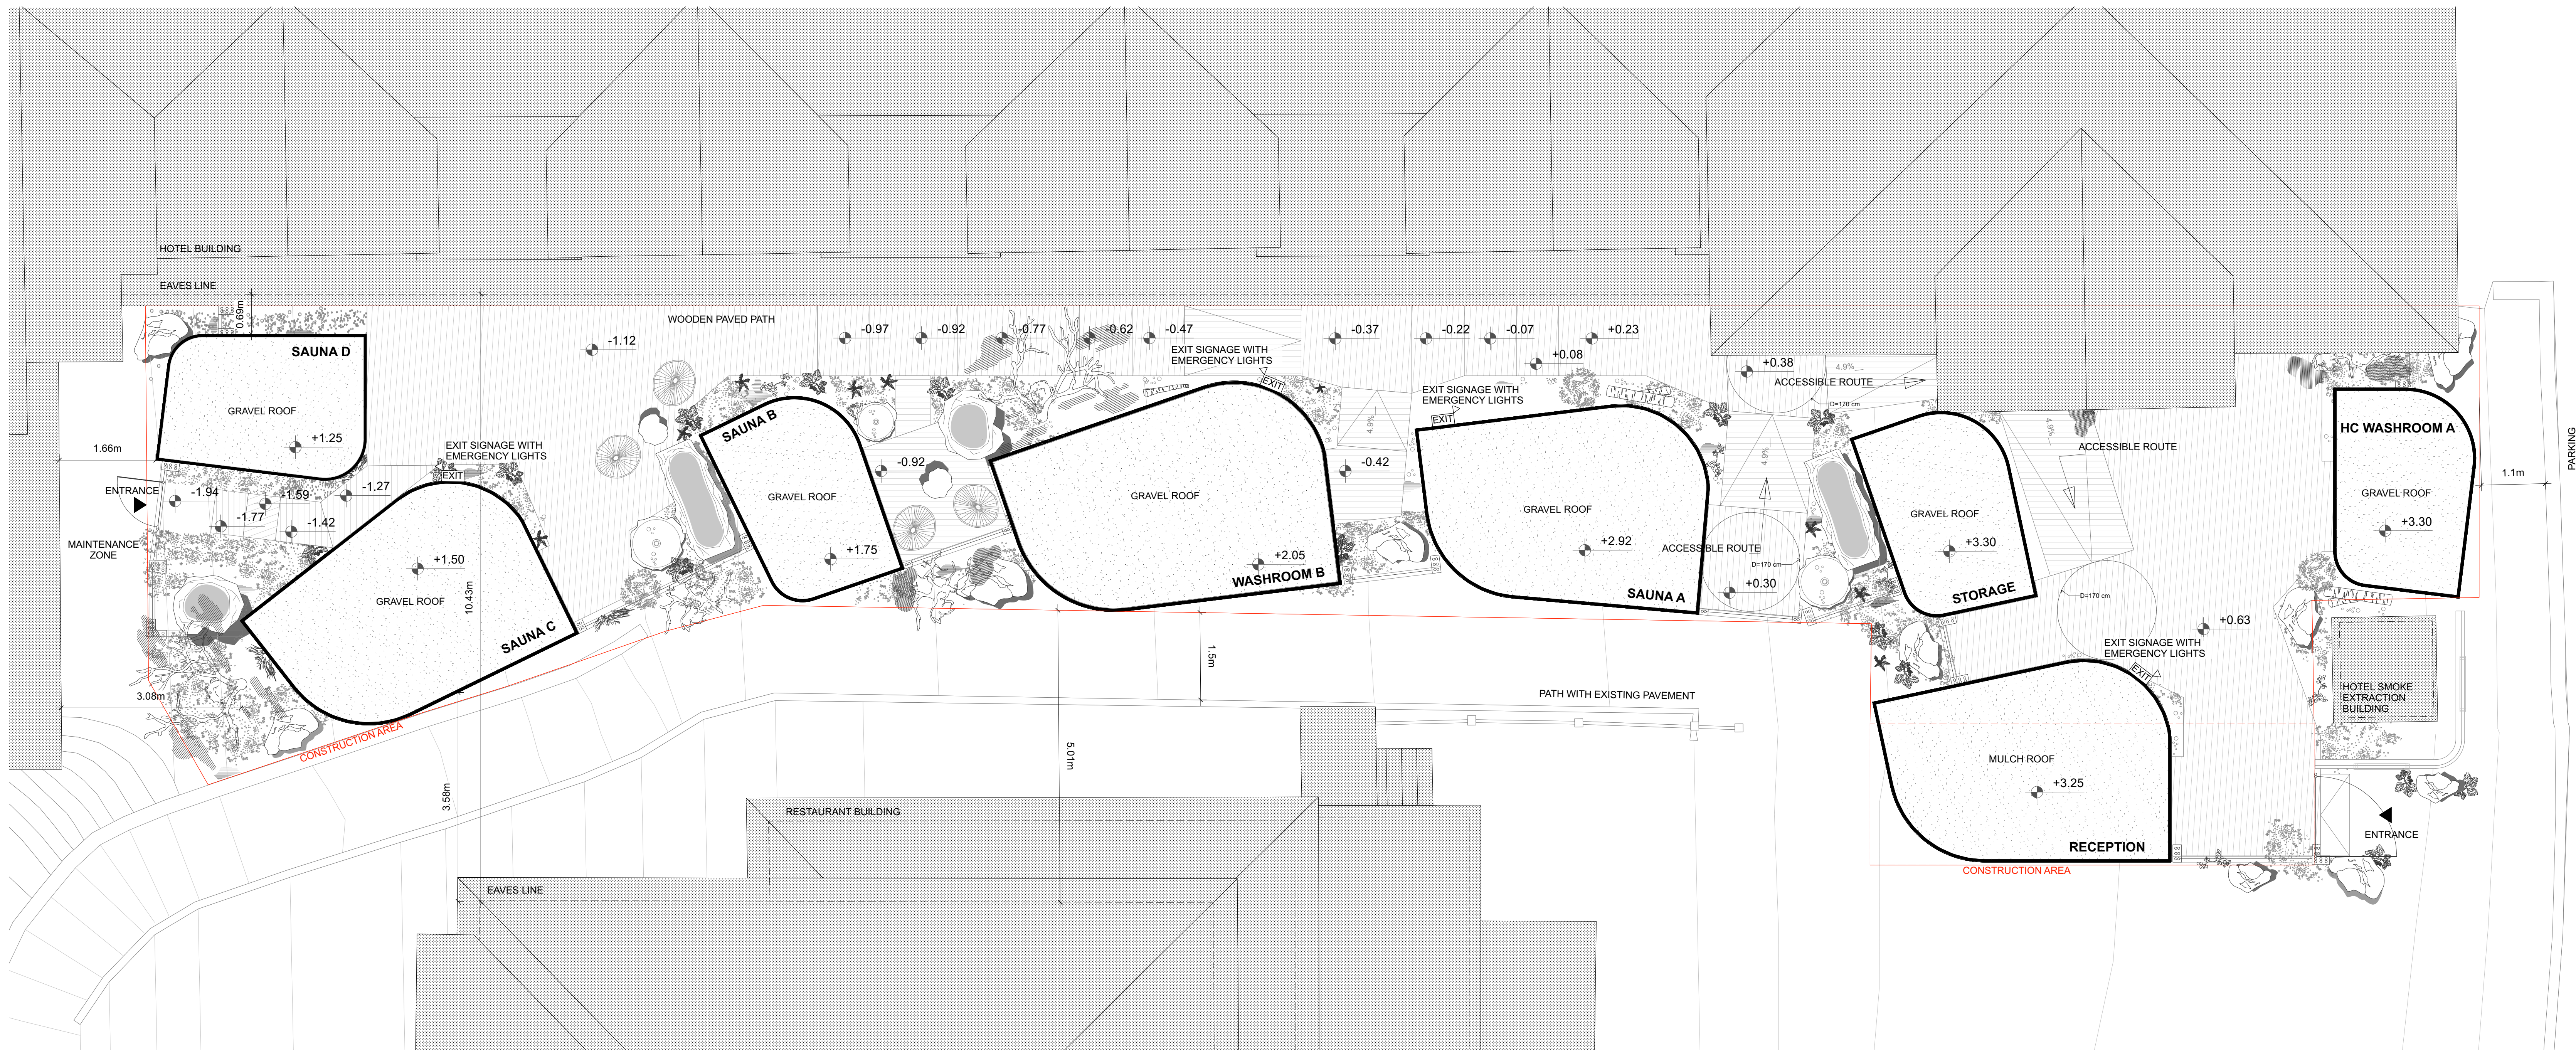 HOTEL BUILDING
EAVES LINE
0.69m
WOODEN PAVED PATH
-1.12
-0.97
-0.92
-0.77
-0.62
-0.47
-0.37
-0.22
-0.07
+0.23
+0.08
+0.38
4.9%
ACCESSIBLE ROUTE
D=170 cm
SAUNA D
GRAVEL ROOF
+1.25
1.66m
ENTRANCE
-1.94
-1.59
-1.27
-1.77
-1.42
MAINTENANCE
ZONE
EXIT SIGNAGE WITH
EMERGENCY LIGHTS
EXIT
+1.50
GRAVEL ROOF
SAUNA C
10.43m
3.08m
CONSTRUCTION AREA
3.58m
SAUNA B
GRAVEL ROOF
+1.75
-0.92
EXIT SIGNAGE WITH
EMERGENCY LIGHTS
EXIT
GRAVEL ROOF
+2.05
WASHROOM B
4.9%
-0.42
EXIT SIGNAGE WITH
EMERGENCY LIGHTS
EXIT
GRAVEL ROOF
+2.92
SAUNA A
4.9%
ACCESSIBLE ROUTE
D=170 cm
+0.30
GRAVEL ROOF
+3.30
STORAGE
4.9%
ACCESSIBLE ROUTE
D=170 cm
+0.63
EXIT SIGNAGE WITH
EMERGENCY LIGHTS
EXIT
HC WASHROOM A
GRAVEL ROOF
+3.30
1.1m
PARKING
HOTEL SMOKE
EXTRACTION
BUILDING
MULCH ROOF
+3.25
RECEPTION
CONSTRUCTION AREA
ENTRANCE
1.5m
PATH WITH EXISTING PAVEMENT
5.01m
RESTAURANT BUILDING
EAVES LINE